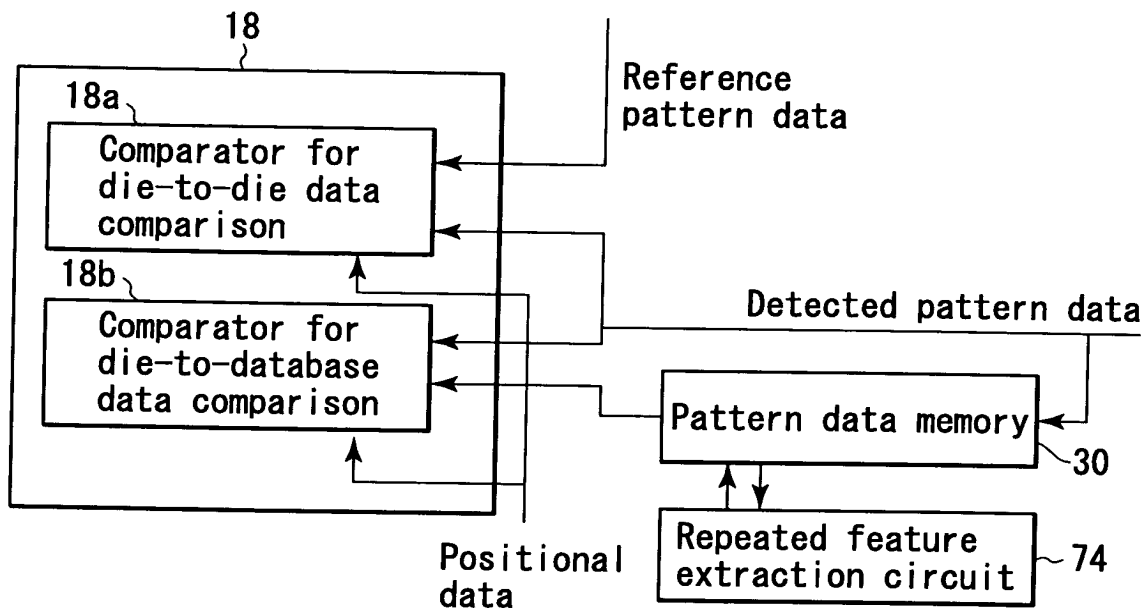 18
18a
Comparator for
die-to-die data
comparison
18b
Comparator for
die-to-database
data comparison
Reference
pattern data
Detected pattern data
Pattern data memory
30
Repeated feature
extraction circuit
74
Positional
data